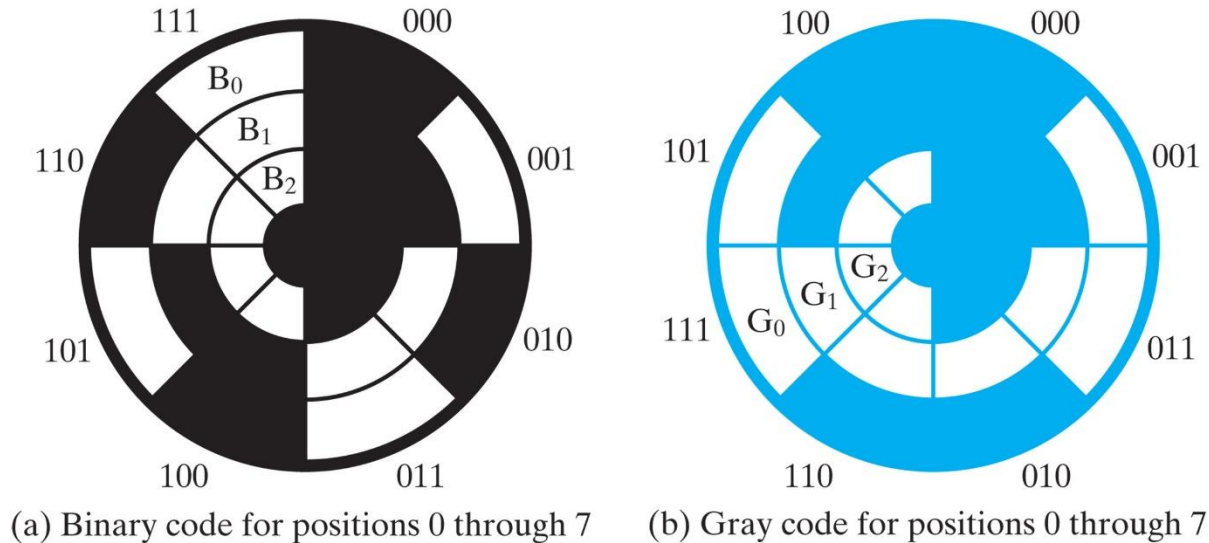 111
000
110
001
101
010
100
011
B₀
B₁
B₂
(a) Binary code for positions 0 through 7
100
000
101
001
111
011
110
010
G₂
G₁
G₀
(b) Gray code for positions 0 through 7